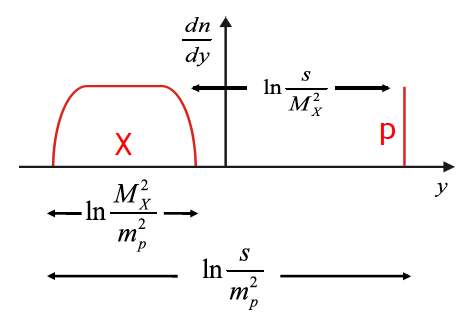 dn/dy
ln s/M_X^2
X
p
y
ln M_X^2/m_p^2
ln s/m_p^2